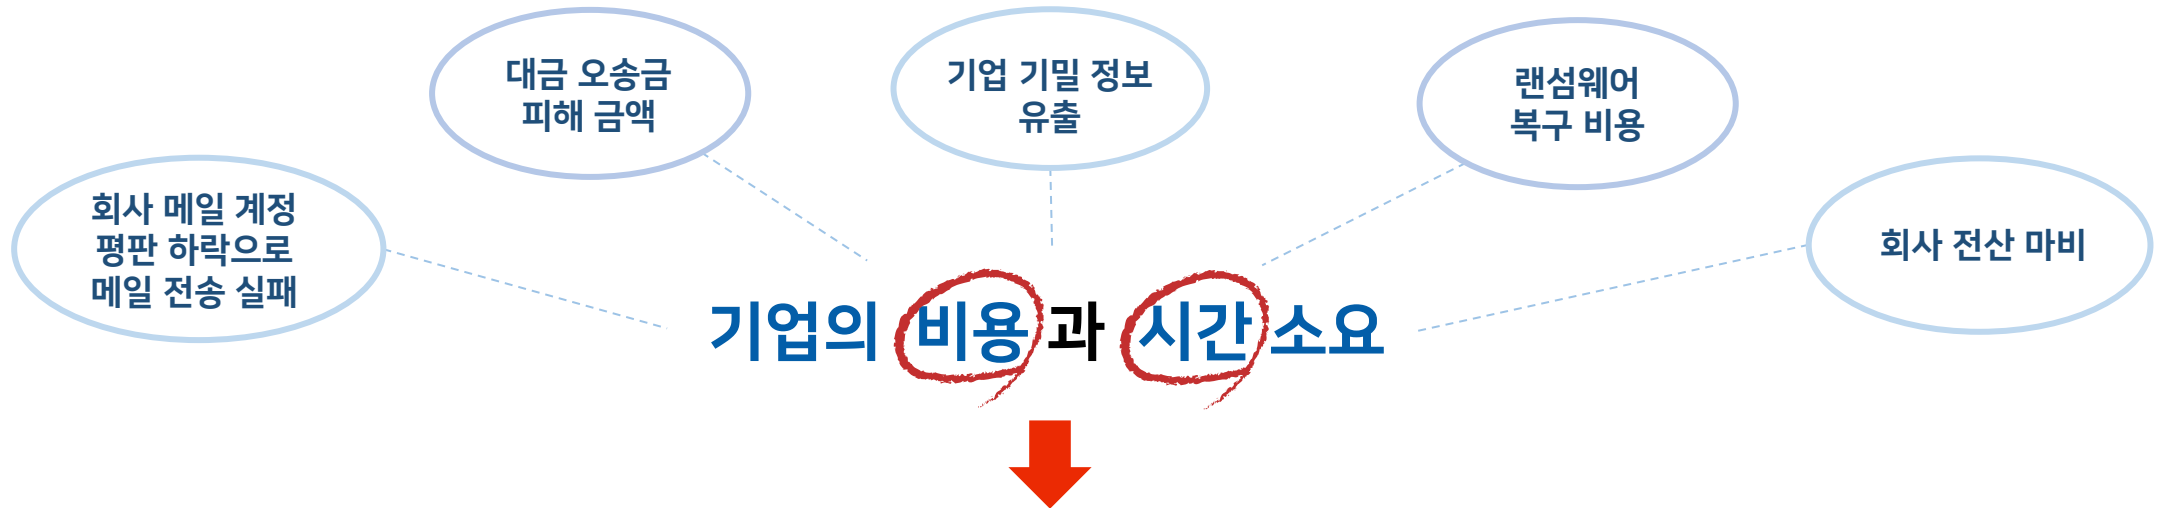 회사 메일 계정
평판 하락으로
메일 전송 실패
대금 오송금
피해 금액
기업 기밀 정보
유출
랜섬웨어
복구 비용
회사 전산 마비
기업의 비용과 시간 소요